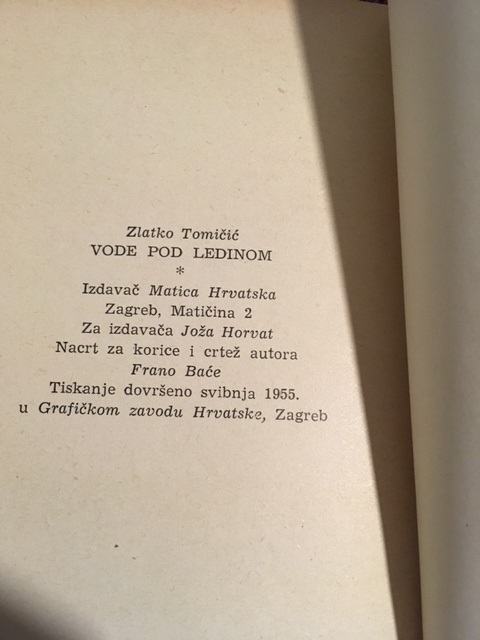 Zlatko Tomičić
VODE POD LEDINOM
*
Izdavač Matica Hrvatska
Zagreb, Matičina 2
Za izdavača Joža Horvat
Nacrt za korice i crtež autora
Frano Baće
Tiskanje dovršeno svibnja 1955.
u Grafičkom zavodu Hrvatske, Zagreb